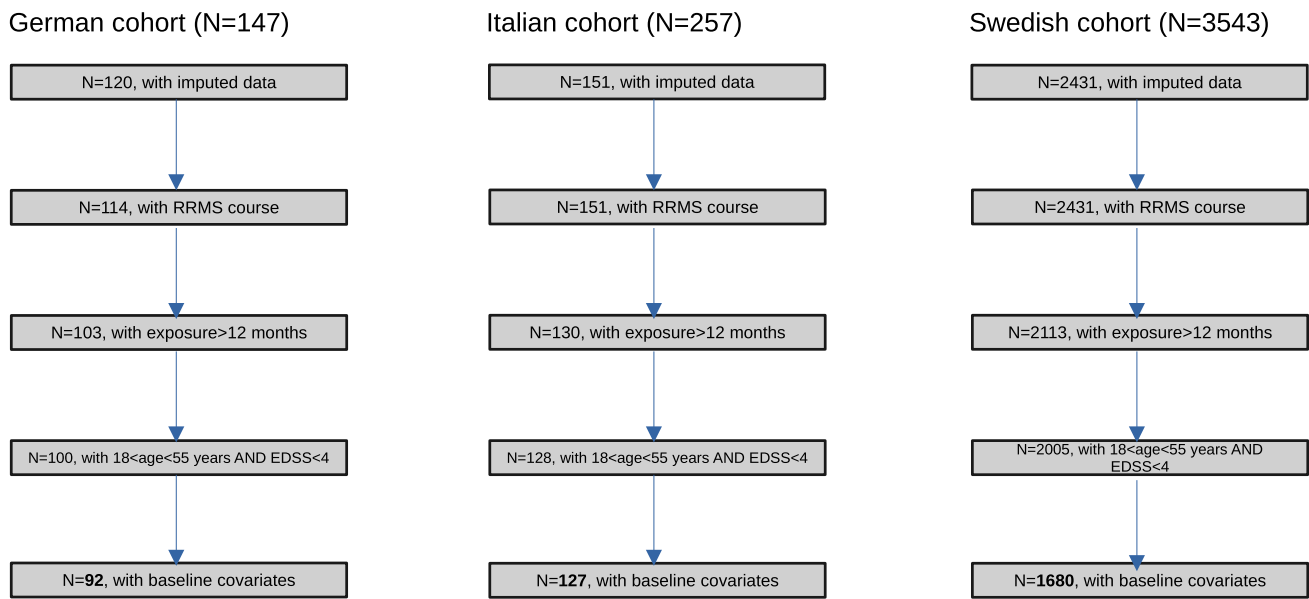 German cohort (N=147)
N=120, with imputed data
N=114, with RRMS course
N=103, with exposure>12 months
N=100, with 18<age<55 years AND EDSS<4
N=92, with baseline covariates
Italian cohort (N=257)
N=151, with imputed data
N=151, with RRMS course
N=130, with exposure>12 months
N=128, with 18<age<55 years AND EDSS<4
N=127, with baseline covariates
Swedish cohort (N=3543)
N=2431, with imputed data
N=2431, with RRMS course
N=2113, with exposure>12 months
N=2005, with 18<age<55 years AND
EDSS<4
N=1680, with baseline covariates